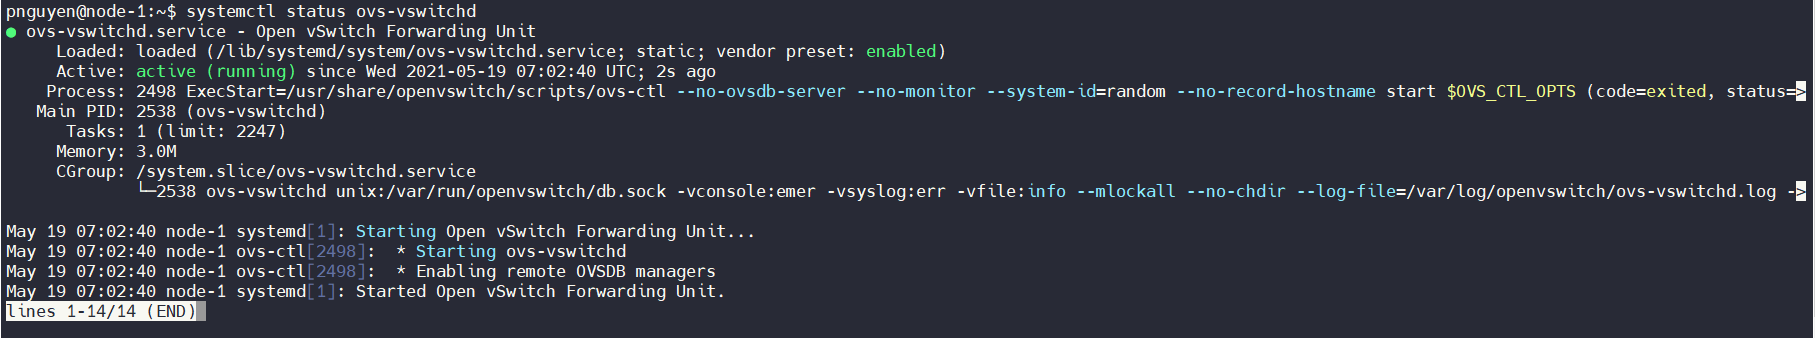 pnguyen@node-1:~$ systemctl status ovs-vswitchd
● ovs-vswitchd.service - Open vSwitch Forwarding Unit
     Loaded: loaded (/lib/systemd/system/ovs-vswitchd.service; static; vendor preset: enabled)
     Active: active (running) since Wed 2021-05-19 07:02:40 UTC; 2s ago
    Process: 2498 ExecStart=/usr/share/openvswitch/scripts/ovs-ctl --no-ovsdb-server --no-monitor --system-id=random --no-record-hostname start $OVS_CTL_OPTS (code=exited, status=>
   Main PID: 2538 (ovs-vswitchd)
      Tasks: 1 (limit: 2247)
     Memory: 3.0M
     CGroup: /system.slice/ovs-vswitchd.service
             └─2538 ovs-vswitchd unix:/var/run/openvswitch/db.sock -vconsole:emer -vsyslog:err -vfile:info --mlockall --no-chdir --log-file=/var/log/openvswitch/ovs-vswitchd.log ->

May 19 07:02:40 node-1 systemd[1]: Starting Open vSwitch Forwarding Unit...
May 19 07:02:40 node-1 ovs-ctl[2498]:  * Starting ovs-vswitchd
May 19 07:02:40 node-1 ovs-ctl[2498]:  * Enabling remote OVSDB managers
May 19 07:02:40 node-1 systemd[1]: Started Open vSwitch Forwarding Unit.
lines 1-14/14 (END)